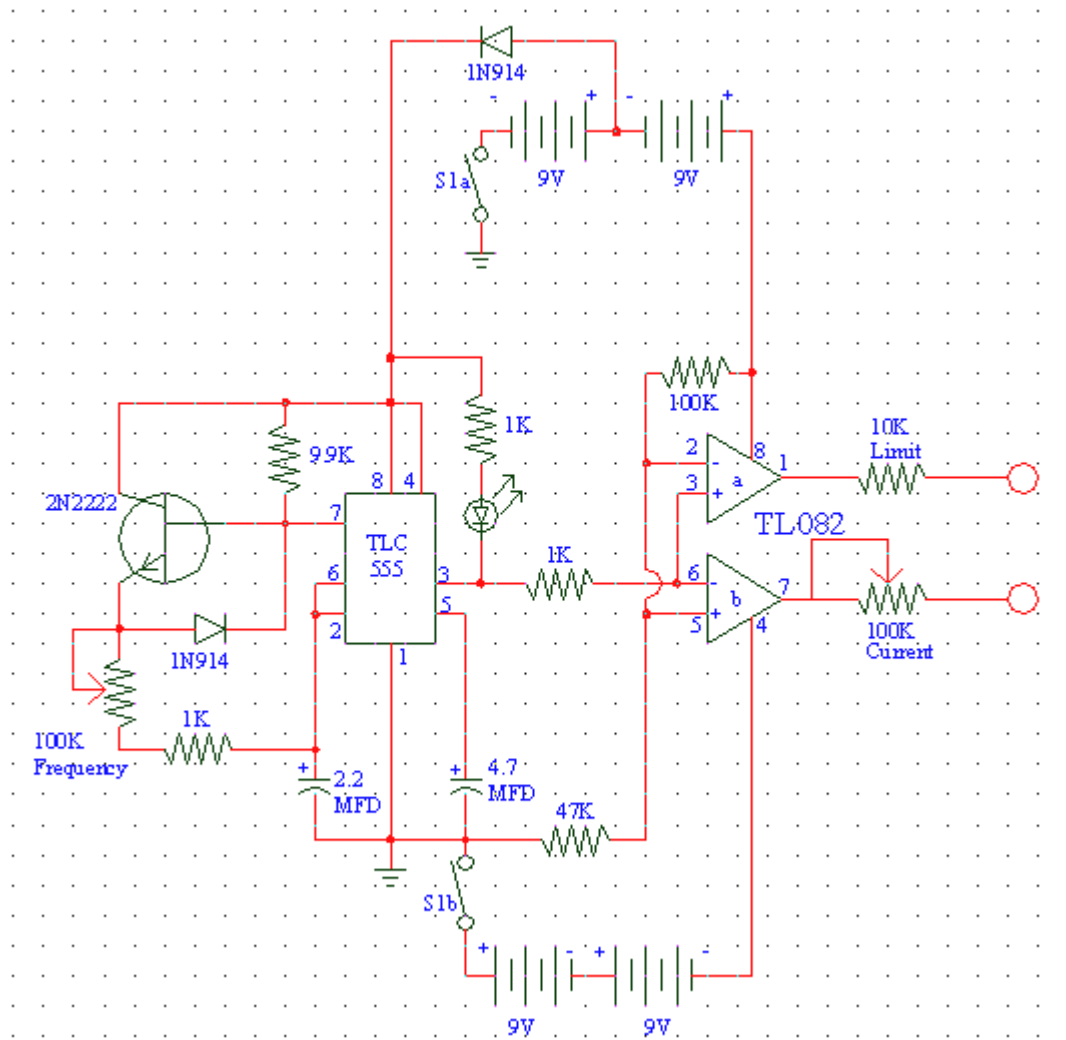 1N914
- + - +
S1a
9V 9V
100K
1K
10K
Limit
99K
2N2222
8 4
7
TLC
555
6
3
2
5
1
2 -
3 +
a
8
1
TL082
1K
6 -
5 +
b
7
4
100K
Current
1N914
1K
100K
Frequency
+ 2.2
MFD
+ 4.7
MFD
47K
S1b
+ - + -
9V 9V